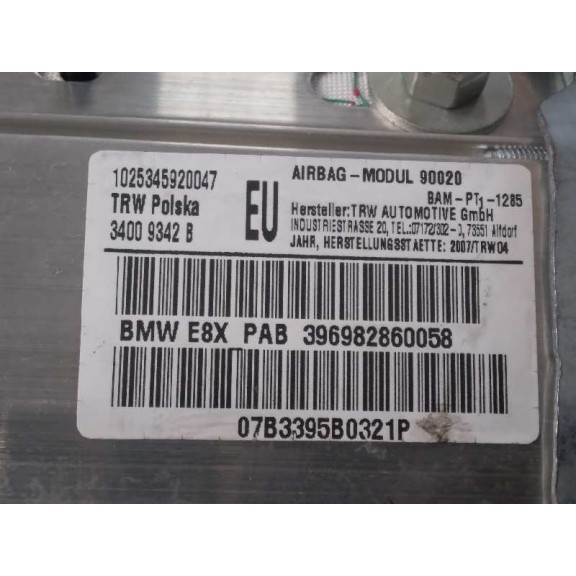 1025345920047
TRW Polska
3400 9342 B
EU
AIRBAG-MODUL 90020
BAM-PT1-1285
Hersteller:TRW AUTOMOTIVE GmbH
INDUSTRIESTRASSE 20, TEL.:07172/302-0, 73551 Alfdorf
JAHR, HERSTELLUNGSSTAETTE: 2007/TRW04
BMW E8X PAB 396982860058
07B3395B0321P